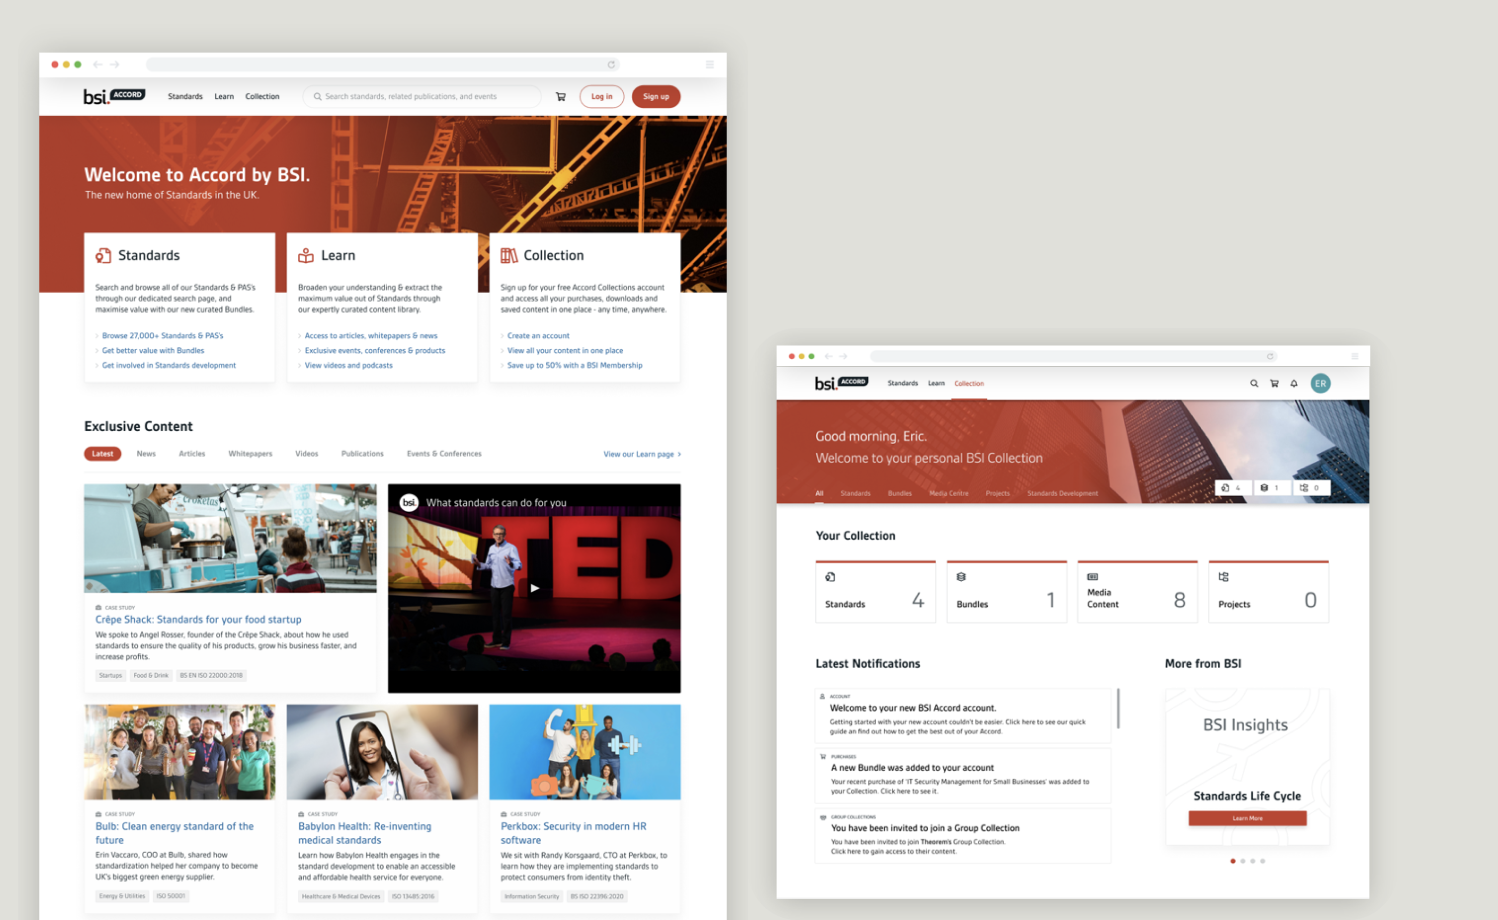 bsi. ACCORD
Standards Learn Collection
Search standards, related publications, and events
Log in
Sign up
Welcome to Accord by BSI.
The new home of Standards in the UK.
Standards
Search and browse all of our Standards & PAS's
through our dedicated search page, and
maximise value with our new curated Bundles.
Browse 27,000+ Standards & PAS's
Get better value with Bundles
Get involved in Standards development
Learn
Broaden your understanding & extract the
maximum value out of Standards through
our expertly curated content library.
Access to articles, whitepapers & news
Exclusive events, conferences & products
View videos and podcasts
Collection
Sign up for your free Accord Collections account
and access all your purchases, downloads and
saved content in one place - any time, anywhere.
Create an account
View all your content in one place
Save up to 50% with a BSI Membership
Exclusive Content
Latest News Articles Whitepapers Videos Publications Events & Conferences
View our Learn page
crokelas
CASE STUDY
Crêpe Shack: Standards for your food startup
We spoke to Angel Rosser, founder of the Crêpe Shack, about how he used
standards to ensure the quality of his products, grow his business faster, and
increase profits.
Startups Food & Drink BS EN ISO 22000:2018
bsi. What standards can do for you
TED
CASE STUDY
Bulb: Clean energy standard of the
future
Erin Vaccaro, COO at Bulb, shared how
standardization helped her company to become
UK's biggest green energy supplier.
Energy & Utilities ISO 50001
CASE STUDY
Babylon Health: Re-inventing
medical standards
Learn how Babylon Health engages in the
standard development to enable an accessible
and affordable health service for everyone.
Healthcare & Medical Devices ISO 13485:2016
CASE STUDY
Perkbox: Security in modern HR
software
We sit with Randy Korsgaard, CTO at Perkbox, to
learn how they are implementing standards to
protect consumers from identity theft.
Information Security BS ISO 22396:2020
bsi. ACCORD
Standards Learn Collection
ER
Good morning, Eric.
Welcome to your personal BSI Collection
All Standards Bundles Media Centre Projects Standards Development
4 1 0
Your Collection
Standards 4
Bundles 1
Media
Content 8
Projects 0
Latest Notifications
ACCOUNT
Welcome to your new BSI Accord account.
Getting started with your new account couldn't be easier. Click here to see our quick
guide an find out how to get the best out of your Accord.
PURCHASES
A new Bundle was added to your account
Your recent purchase of 'IT Security Management for Small Businesses' was added to
your Collection. Click here to see it.
GROUP COLLECTIONS
You have been invited to join a Group Collection
You have been invited to join Theorem's Group Collection.
Click here to gain access to their content.
More from BSI
BSI Insights
Standards Life Cycle
Learn More